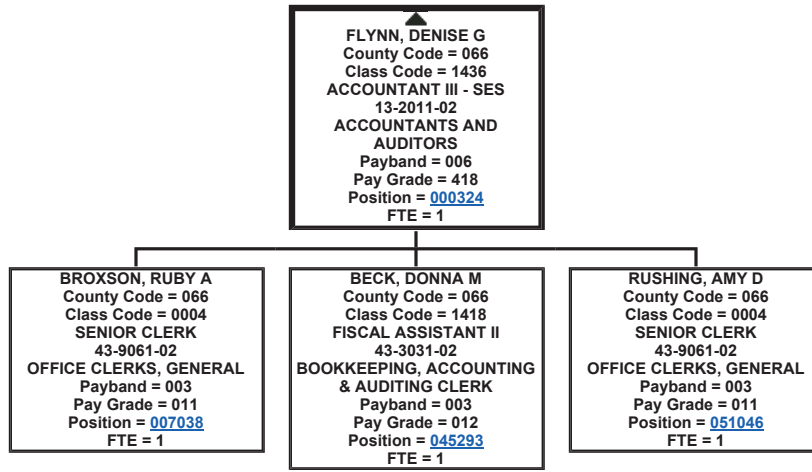 FLYNN, DENISE G
County Code = 066
Class Code = 1436
ACCOUNTANT III - SES
13-2011-02
ACCOUNTANTS AND
AUDITORS
Payband = 006
Pay Grade = 418
Position = 000324
FTE = 1
BROXSON, RUBY A
County Code = 066
Class Code = 0004
SENIOR CLERK
43-9061-02
OFFICE CLERKS, GENERAL
Payband = 003
Pay Grade = 011
Position = 007038
FTE = 1
BECK, DONNA M
County Code = 066
Class Code = 1418
FISCAL ASSISTANT II
43-3031-02
BOOKKEEPING, ACCOUNTING
& AUDITING CLERK
Payband = 003
Pay Grade = 012
Position = 045293
FTE = 1
RUSHING, AMY D
County Code = 066
Class Code = 0004
SENIOR CLERK
43-9061-02
OFFICE CLERKS, GENERAL
Payband = 003
Pay Grade = 011
Position = 051046
FTE = 1